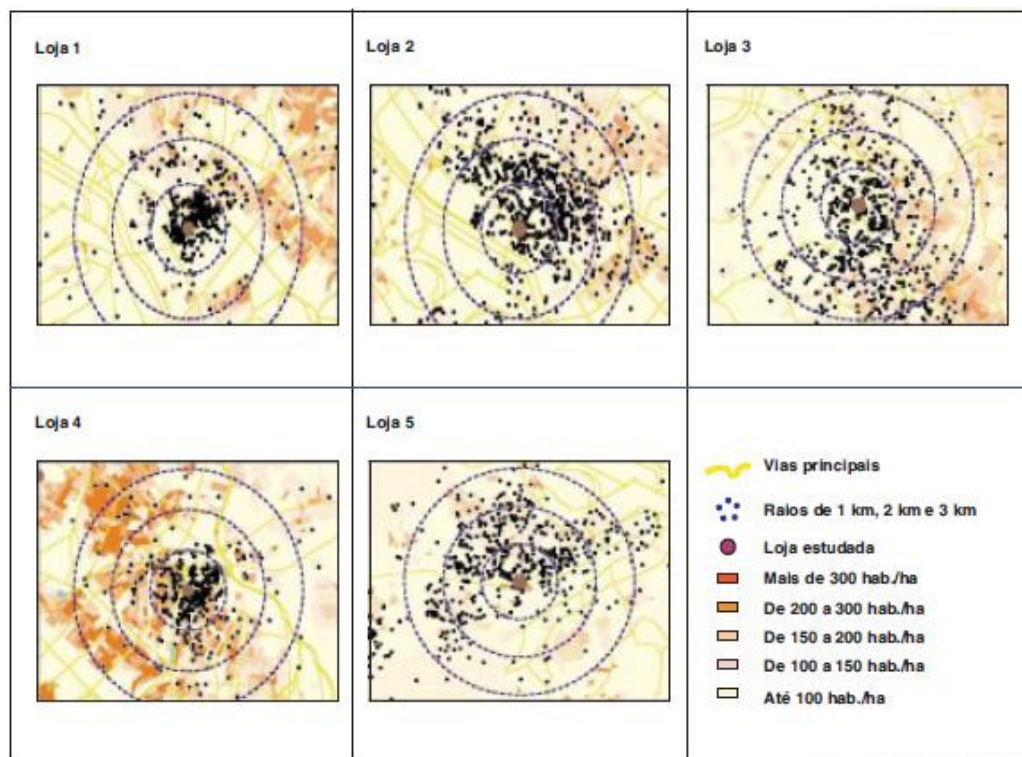 Loja 1
Loja 2
Loja 3
Loja 4
Loja 5
Vias principais
Raios de 1 km, 2 km e 3 km
Loja estudada
Mais de 300 hab./ha
De 200 a 300 hab./ha
De 150 a 200 hab./ha
De 100 a 150 hab./ha
Até 100 hab./ha